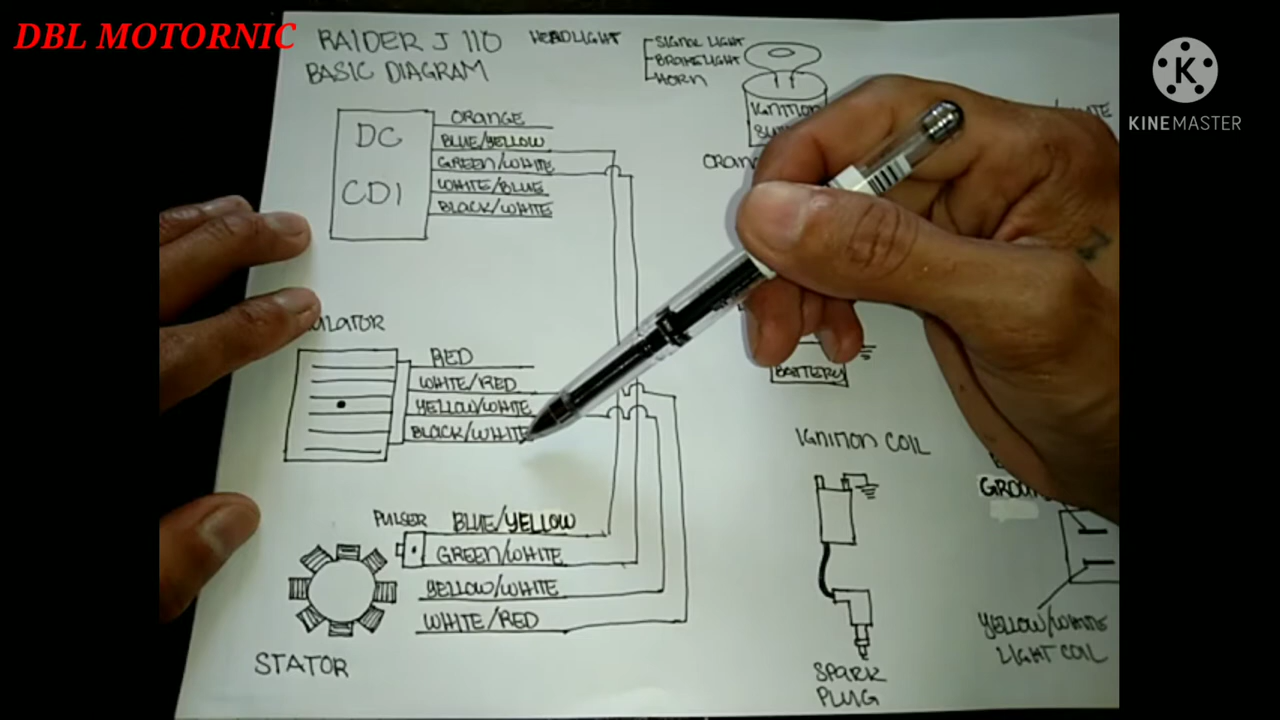 DBL MOTORNIC
RAIDER J 110
BASIC DIAGRAM
HEADLIGHT
SIGNAL LIGHT
BRAKELIGHT
HORN
K
KINEMASTER
DC
CDI
ORANGE
BLUE/YELLOW
GREEN/WHITE
WHITE/BLUE
BLACK/WHITE
IGNITION
RED
WHITE/RED
YELLOW/WHITE
BLACK/WHITE
BATTERY
IGNITION COIL
PULSER
BLUE/YELLOW
GREEN/WHITE
YELLOW/WHITE
WHITE/RED
STATOR
SPARK
PLUG
YELLOW/WHITE
LIGHT COIL